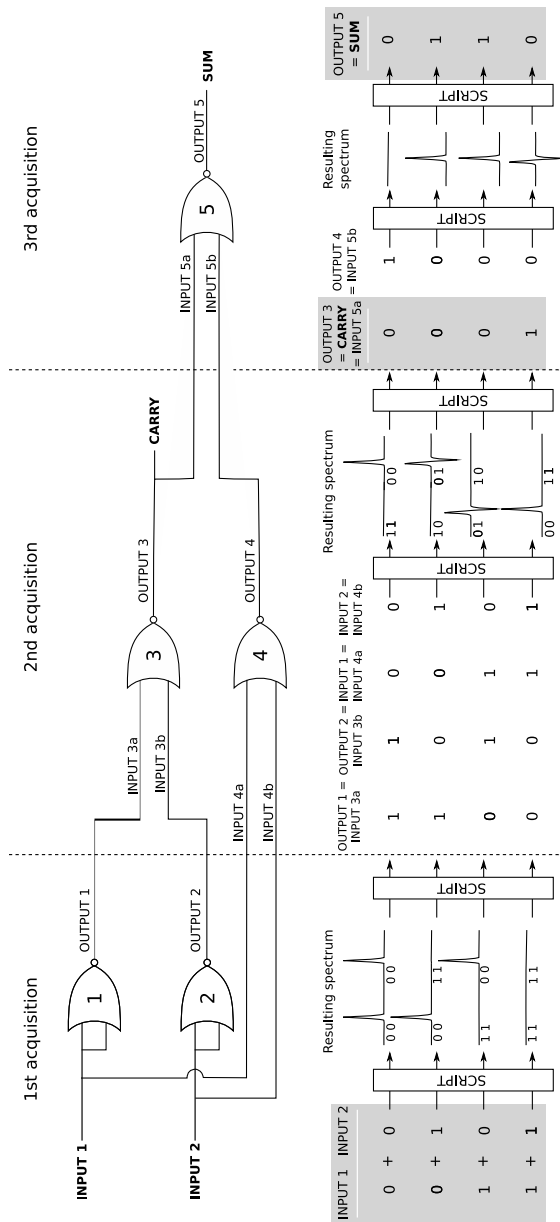 1st acquisition
2nd acquisition
3rd acquisition
INPUT 1
INPUT 2
1
2
OUTPUT 1
OUTPUT 2
INPUT 3a
INPUT 3b
INPUT 4a
INPUT 4b
3
4
OUTPUT 3
OUTPUT 4
CARRY
INPUT 5a
INPUT 5b
5
OUTPUT 5
SUM
INPUT 1 INPUT 2
0 + 0
0 + 1
1 + 0
1 + 1
SCRIPT
Resulting spectrum
00 00
00 11
11 00
11 11
SCRIPT
OUTPUT 1 = OUTPUT 2 = INPUT 1 = INPUT 2 =
INPUT 3a INPUT 3b INPUT 4a INPUT 4b
1 1 0 0
1 0 0 1
0 1 1 0
0 0 1 1
SCRIPT
Resulting spectrum
11 00
10 01
01 10
00 11
SCRIPT
OUTPUT 3
= CARRY
= INPUT 5a
0
0
0
1
OUTPUT 4
= INPUT 5b
1
0
0
0
SCRIPT
Resulting
spectrum
SCRIPT
OUTPUT 5
= SUM
0
1
1
0